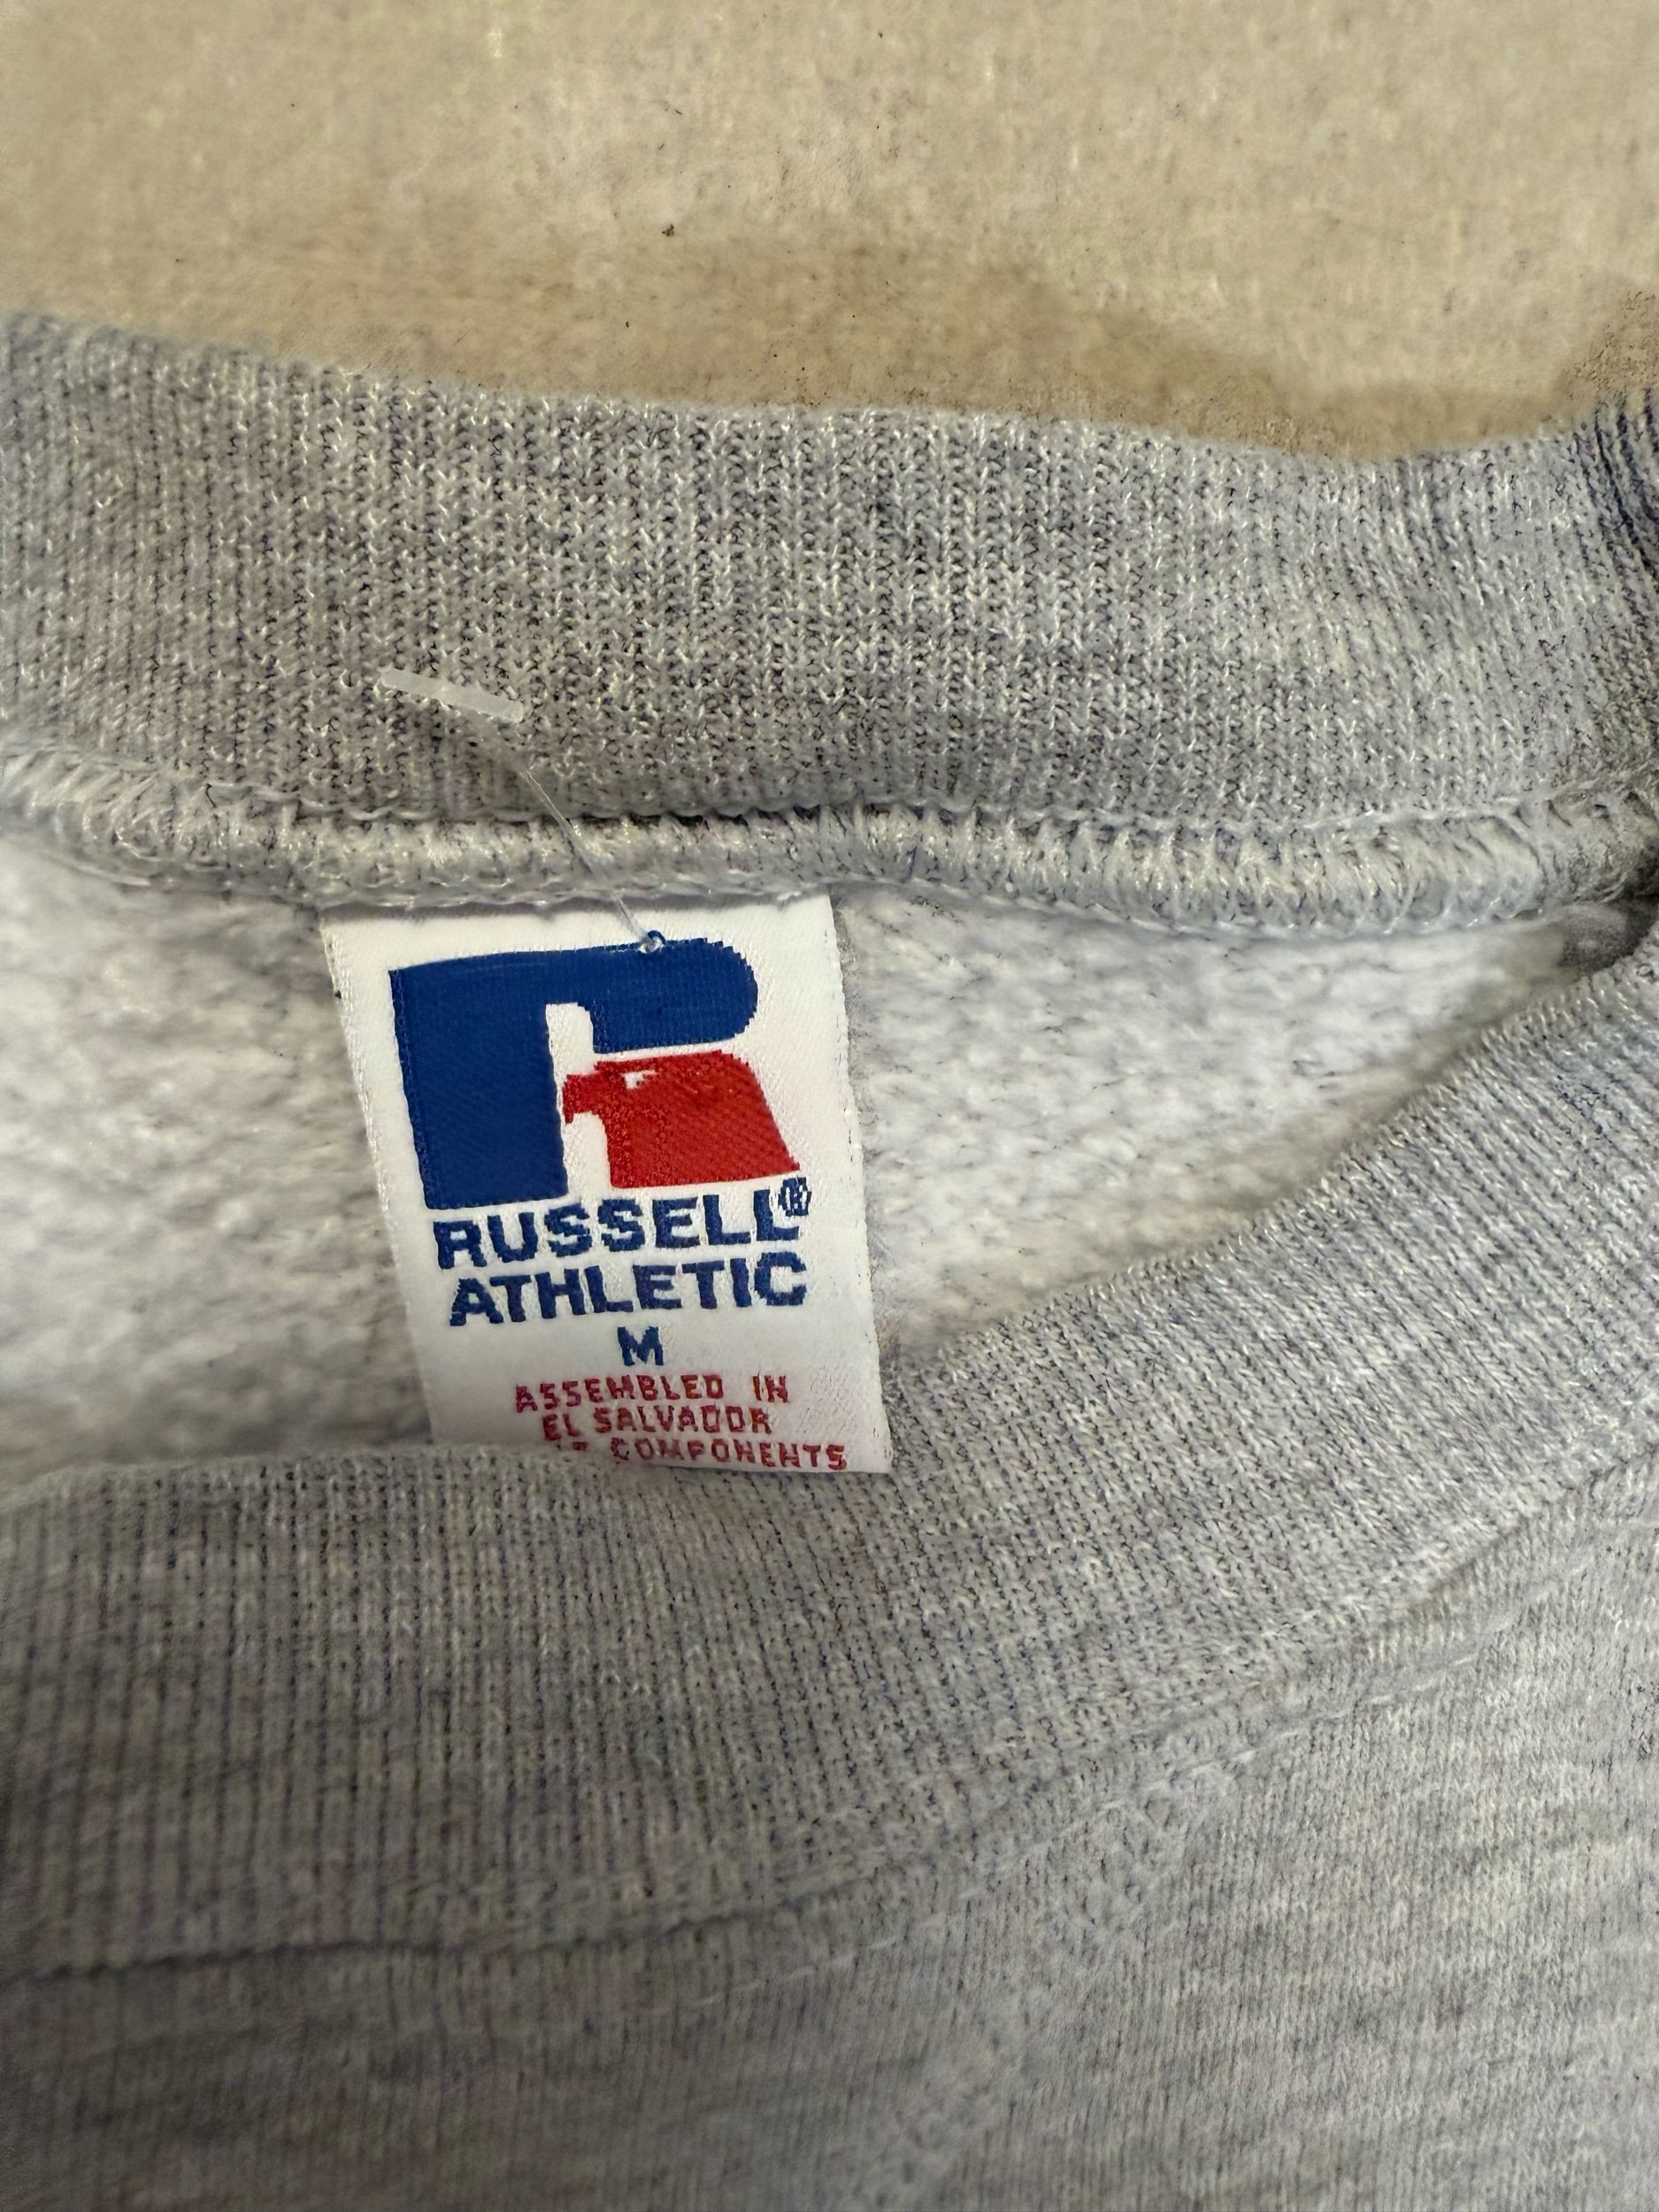 RUSSELL®
ATHLETIC
M
ASSEMBLED IN
EL SALVADOR
COMPONENTS